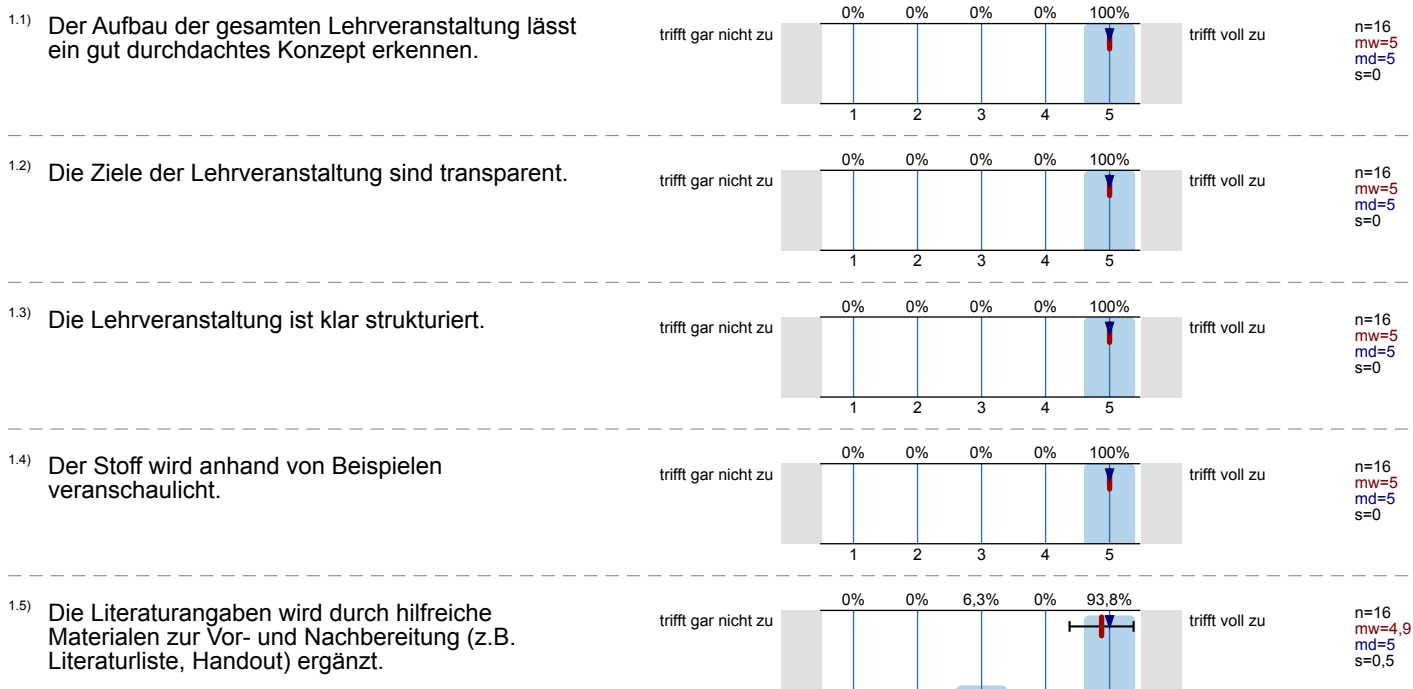 1.1) Der Aufbau der gesamten Lehrveranstaltung lässt
ein gut durchdachtes Konzept erkennen.
trifft gar nicht zu
0% 0% 0% 0% 100%
1 2 3 4 5
trifft voll zu
n=16
mw=5
md=5
s=0
1.2) Die Ziele der Lehrveranstaltung sind transparent.
trifft gar nicht zu
0% 0% 0% 0% 100%
1 2 3 4 5
trifft voll zu
n=16
mw=5
md=5
s=0
1.3) Die Lehrveranstaltung ist klar strukturiert.
trifft gar nicht zu
0% 0% 0% 0% 100%
1 2 3 4 5
trifft voll zu
n=16
mw=5
md=5
s=0
1.4) Der Stoff wird anhand von Beispielen
veranschaulicht.
trifft gar nicht zu
0% 0% 0% 0% 100%
1 2 3 4 5
trifft voll zu
n=16
mw=5
md=5
s=0
1.5) Die Literaturangaben wird durch hilfreiche
Materialen zur Vor- und Nachbereitung (z.B.
Literaturliste, Handout) ergänzt.
trifft gar nicht zu
0% 0% 6,3% 0% 93,8%
trifft voll zu
n=16
mw=4,9
md=5
s=0,5